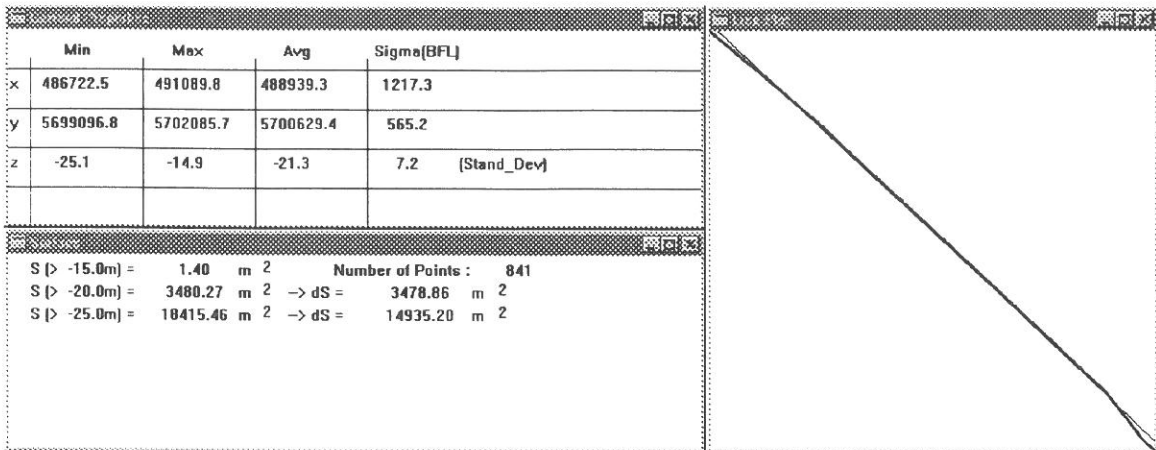 Min Max Avg Sigma(BFL)
x 486722.5 491089.8 488939.3 1217.3
y 5699096.8 5702085.7 5700629.4 565.2
z -25.1 -14.9 -21.3 7.2 (Stand_Dev)
S (> -15.0m) = 1.40 m 2 Number of Points : 841
S (> -20.0m) = 3480.27 m 2 -> dS = 3478.86 m 2
S (> -25.0m) = 18415.46 m 2 -> dS = 14935.20 m 2